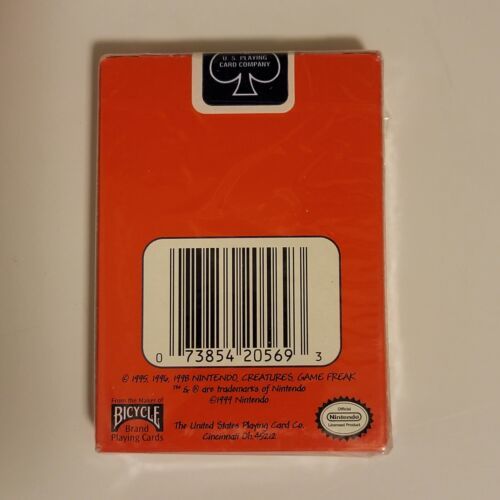 U.S. PLAYING
CARD COMPANY
0 73854 20569 3
© 1995, 1996, 1998 NINTENDO, CREATURES, GAME FREAK
™ & ® are trademarks of Nintendo
©1999 Nintendo
From the Maker of
BICYCLE
Brand
Playing Cards
The United States Playing Card Co.
Cincinnati Oh.45212
Official
Nintendo
Licensed Product